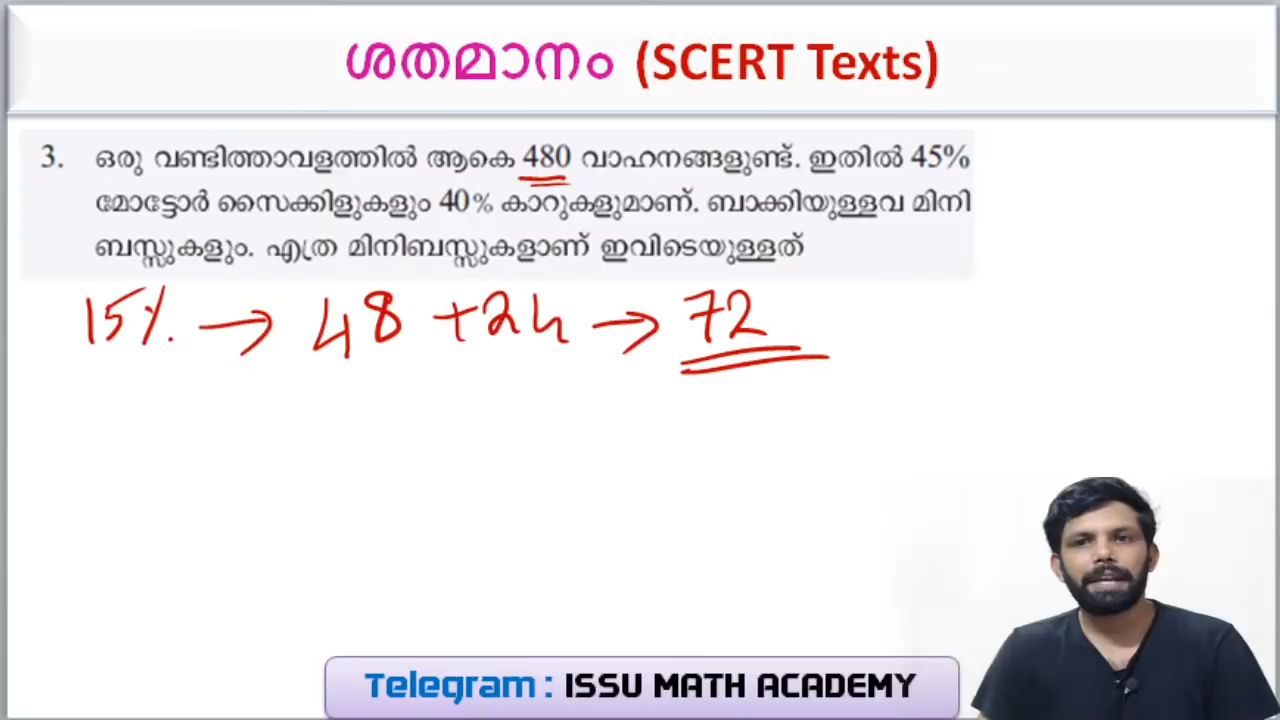 ശതമാനം (SCERT Texts)
3. ഒരു വണ്ടിത്താവളത്തിൽ ആകെ 480 വാഹനങ്ങളുണ്ട്. ഇതിൽ 45%
മോട്ടോർ സൈക്കിളുകളും 40% കാറുകളുമാണ്. ബാക്കിയുള്ളവ മിനി
ബസ്സുകളും. എത്ര മിനിബസ്സുകളാണ് ഇവിടെയുള്ളത്
15% → 48 + 24 → 72
Telegram : ISSU MATH ACADEMY